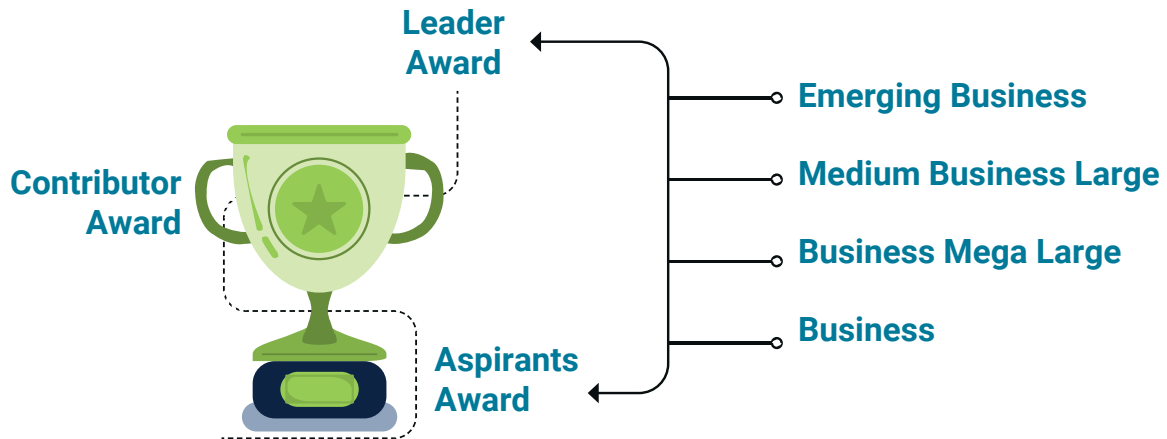 Leader
Award
Contributor
Award
Aspirants
Award
Emerging Business
Medium Business Large
Business Mega Large
Business